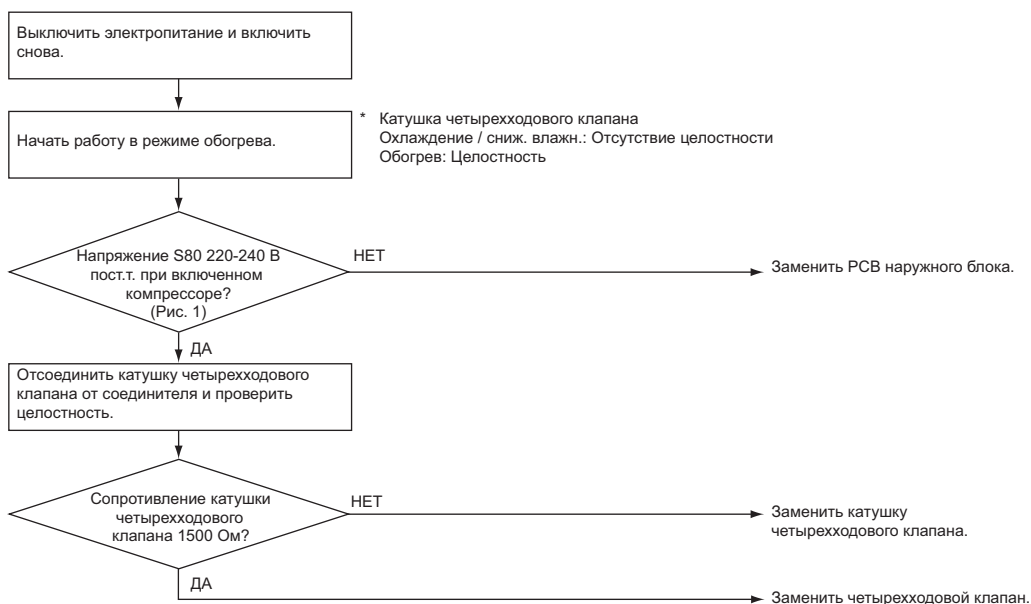 Выключить электропитание и включить
снова.
Начать работу в режиме обогрева.
* Катушка четырехходового клапана
Охлаждение / сниж. влажн.: Отсутствие целостности
Обогрев: Целостность
Напряжение S80 220-240 В
пост.т. при включенном
компрессоре?
(Рис. 1)
НЕТ
Заменить PCB наружного блока.
ДА
Отсоединить катушку четырехходового
клапана от соединителя и проверить
целостность.
Сопротивление катушки
четырехходового
клапана 1500 Ом?
НЕТ
Заменить катушку
четырехходового клапана.
ДА
Заменить четырехходовой клапан.